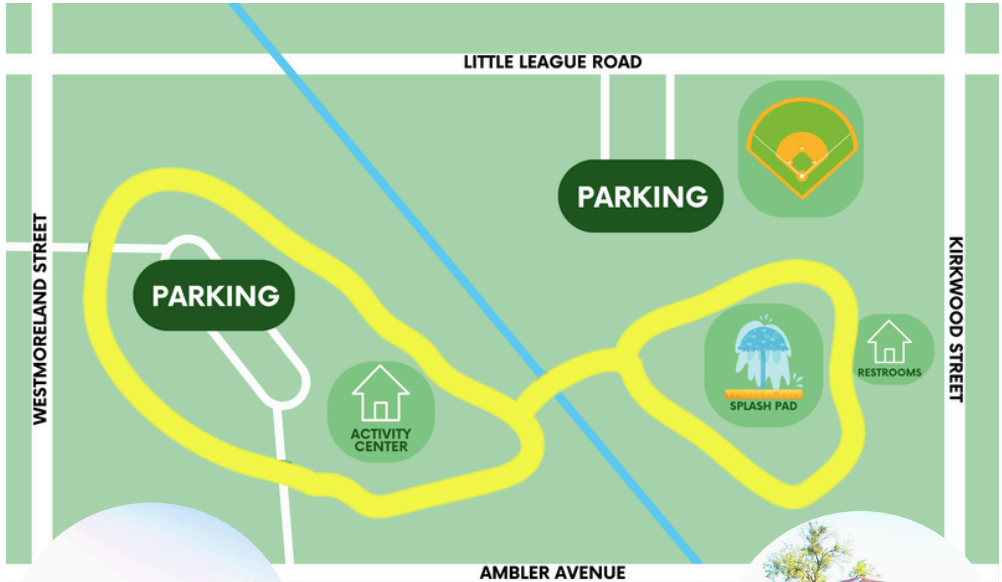 LITTLE LEAGUE ROAD
PARKING
WESTMORELAND STREET
KIRKWOOD STREET
PARKING
RESTROOMS
SPLASH PAD
ACTIVITY
CENTER
AMBLER AVENUE